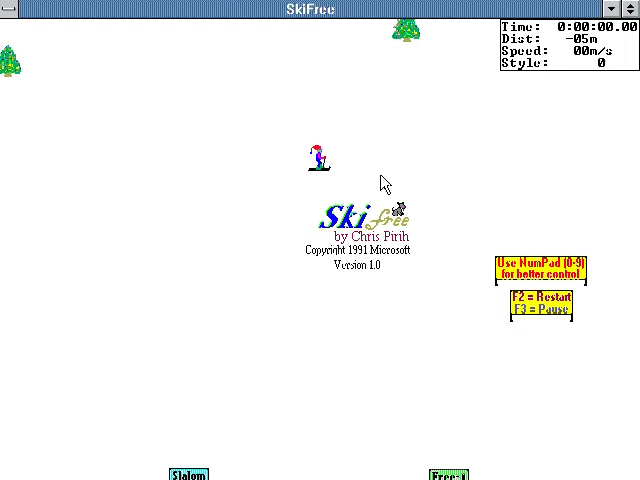 SkiFree
Time: 0:00:00.00
Dist: -05m
Speed: 00m/s
Style: 0
Ski free
by Chris Pirih
Copyright 1991 Microsoft
Version 1.0
Use NumPad (0-9)
for better control
F2 = Restart
F3 = Pause
Slalom